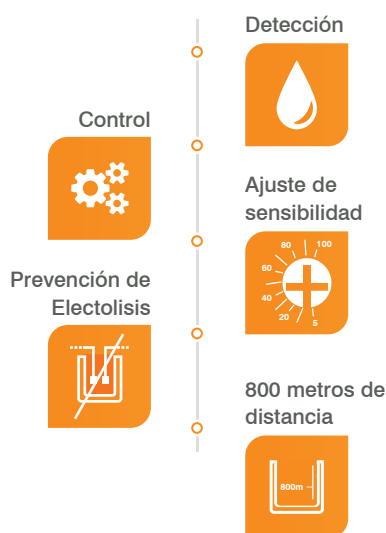 Detección
Control
Ajuste de
sensibilidad
80
100
60
40
20
5
Prevención de
Electolisis
800 metros de
distancia
800m